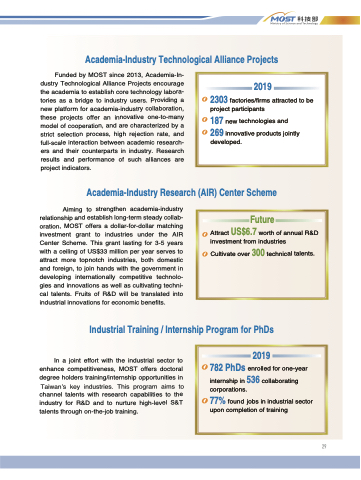 MOST 科技部
Ministry of Science and Technology
Academia-Industry Technological Alliance Projects
Funded by MOST since 2013, Academia-In-
dustry Technological Alliance Projects encourage
the academia to establish core technology labora-
tories as a bridge to industry users. Providing a
new platform for academia-industry collaboration,
these projects offer an innovative one-to-many
model of cooperation, and are characterized by a
strict selection process, high rejection rate, and
full-scale interaction between academic research-
ers and their counterparts in industry. Research
results and performance of such alliances are
project indicators.
2019
2303 factories/firms attracted to be
project participants
187 new technologies and
269 innovative products jointly
developed.
Academia-Industry Research (AIR) Center Scheme
Aiming to strengthen academia-industry
relationship and establish long-term steady collab-
oration, MOST offers a dollar-for-dollar matching
investment grant to industries under the AIR
Center Scheme. This grant lasting for 3-5 years
with a ceiling of US$33 million per year serves to
attract more topnotch industries, both domestic
and foreign, to join hands with the government in
developing internationally competitive technolo-
gies and innovations as well as cultivating techni-
cal talents. Fruits of R&D will be translated into
industrial innovations for economic benefits.
Future
Attract US$6.7 worth of annual R&D
investment from industries
Cultivate over 300 technical talents.
Industrial Training / Internship Program for PhDs
In a joint effort with the industrial sector to
enhance competitiveness, MOST offers doctoral
degree holders training/internship opportunities in
Taiwan's key industries. This program aims to
channel talents with research capabilities to the
industry for R&D and to nurture high-level S&T
talents through on-the-job training.
2019
782 PhDs enrolled for one-year
internship in 536 collaborating
corporations.
77% found jobs in industrial sector
upon completion of training